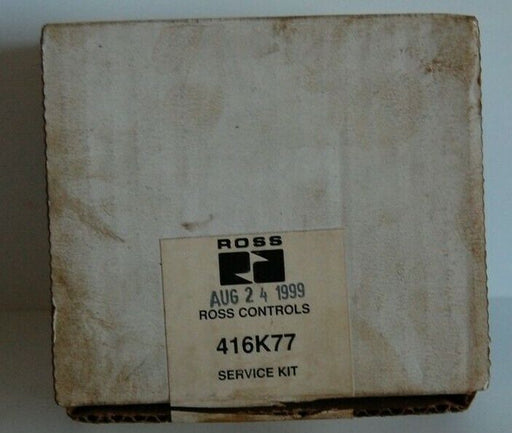 ROSS
AUG 24 1999
ROSS CONTROLS
416K77
SERVICE KIT